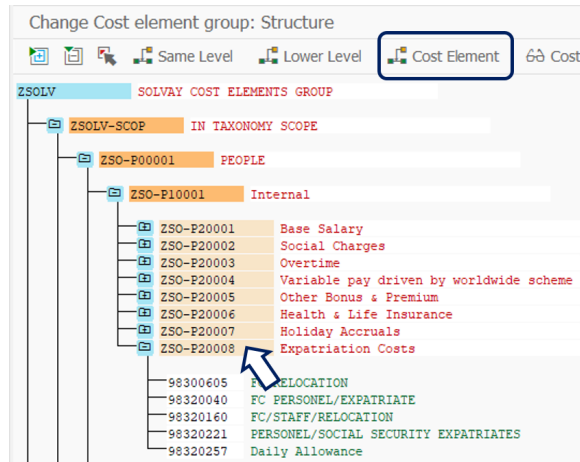 Change Cost element group: Structure
Same Level Lower Level Cost Element Cost
ZSOLV SOLVAY COST ELEMENTS GROUP
ZSOLV-SCOP IN TAXONOMY SCOPE
ZSO-P00001 PEOPLE
ZSO-P10001 Internal
ZSO-P20001 Base Salary
ZSO-P20002 Social Charges
ZSO-P20003 Overtime
ZSO-P20004 Variable pay driven by worldwide scheme
ZSO-P20005 Other Bonus & Premium
ZSO-P20006 Health & Life Insurance
ZSO-P20007 Holiday Accruals
ZSO-P20008 Expatriation Costs
98300605 FC RELOCATION
98320040 FC PERSONEL/EXPATRIATE
98320160 FC/STAFF/RELOCATION
98320221 PERSONEL/SOCIAL SECURITY EXPATRIATES
98320257 Daily Allowance